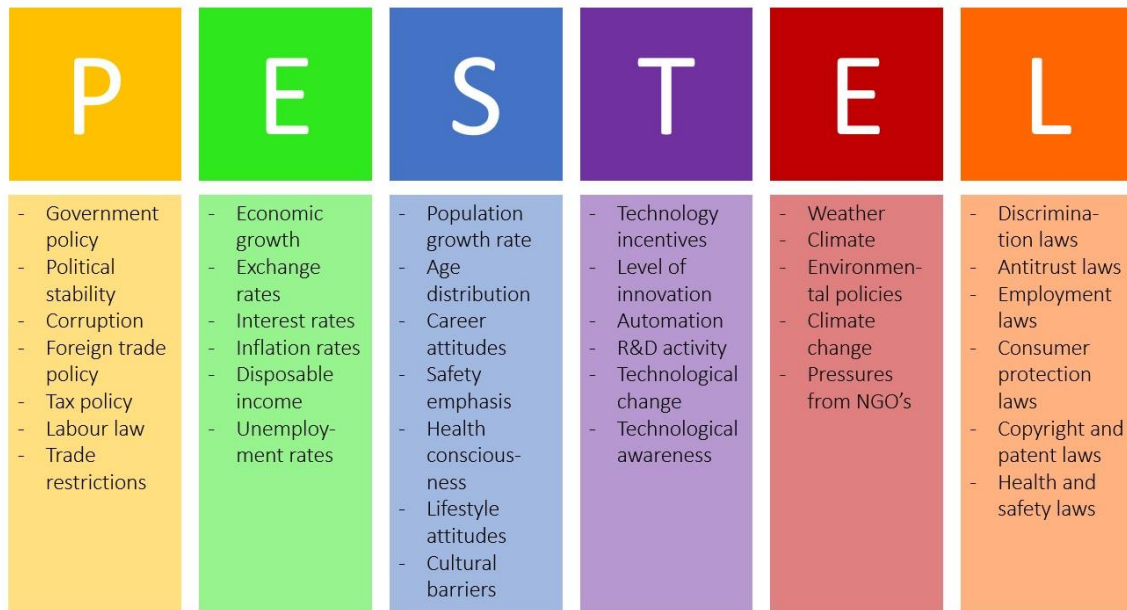 P
E
S
T
E
L
- Government
policy
- Political
stability
- Corruption
- Foreign trade
policy
- Tax policy
- Labour law
- Trade
restrictions
- Economic
growth
- Exchange
rates
- Interest rates
- Inflation rates
- Disposable
income
- Unemploy-
ment rates
- Population
growth rate
- Age
distribution
- Career
attitudes
- Safety
emphasis
- Health
conscious-
ness
- Lifestyle
attitudes
- Cultural
barriers
- Technology
incentives
- Level of
innovation
- Automation
- R&D activity
- Technological
change
- Technological
awareness
- Weather
- Climate
- Environmen-
tal policies
- Climate
change
- Pressures
from NGO's
- Discrimina-
tion laws
- Antitrust laws
- Employment
laws
- Consumer
protection
laws
- Copyright and
patent laws
- Health and
safety laws